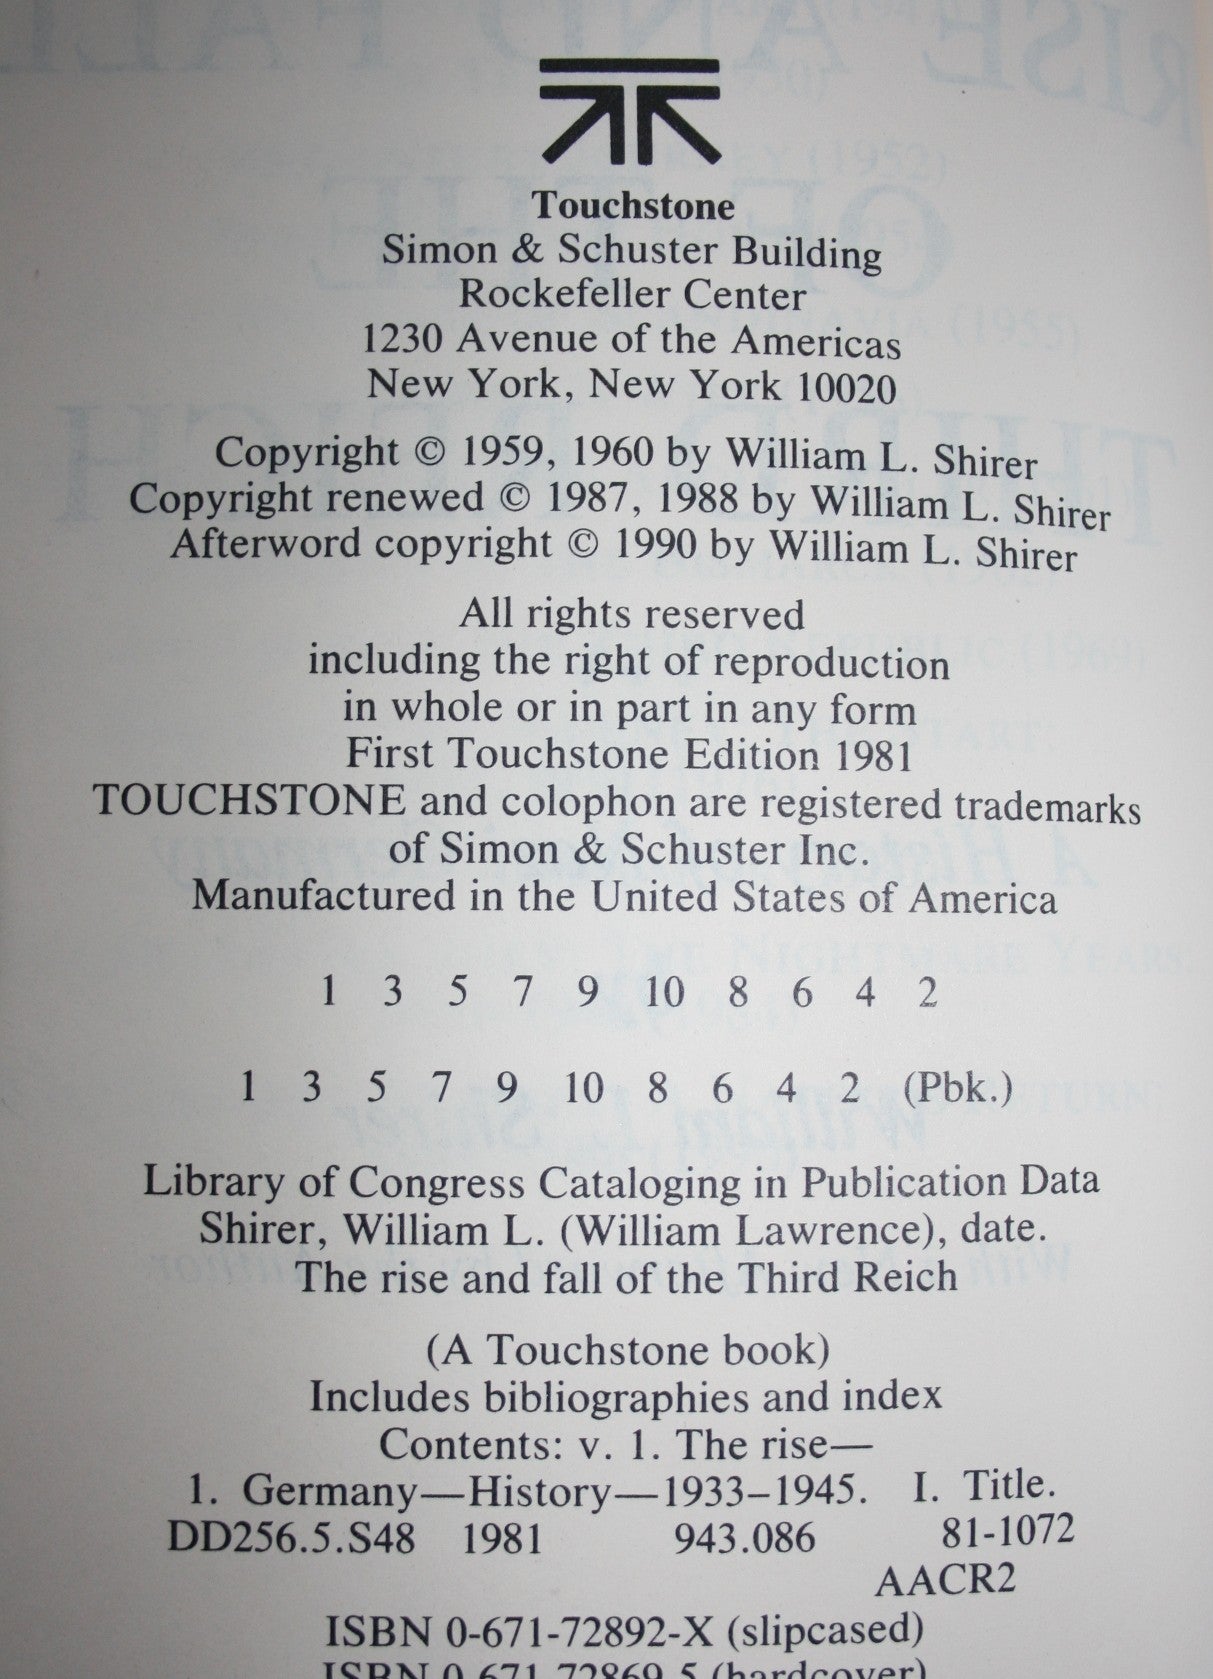 Touchstone
Simon & Schuster Building
Rockefeller Center
1230 Avenue of the Americas
New York, New York 10020
Copyright © 1959, 1960 by William L. Shirer
Copyright renewed © 1987, 1988 by William L. Shirer
Afterword copyright © 1990 by William L. Shirer
All rights reserved
including the right of reproduction
in whole or in part in any form
First Touchstone Edition 1981
TOUCHSTONE and colophon are registered trademarks
of Simon & Schuster Inc.
Manufactured in the United States of America
1 3 5 7 9 10 8 6 4 2
1 3 5 7 9 10 8 6 4 2 (Pbk.)
Library of Congress Cataloging in Publication Data
Shirer, William L. (William Lawrence), date.
The rise and fall of the Third Reich
(A Touchstone book)
Includes bibliographies and index
Contents: v. 1. The rise—
1. Germany—History—1933–1945. I. Title.
DD256.5.S48 1981 943.086 81-1072
AACR2
ISBN 0-671-72892-X (slipcased)
ISBN 0-671-72869-5 (hardcover)